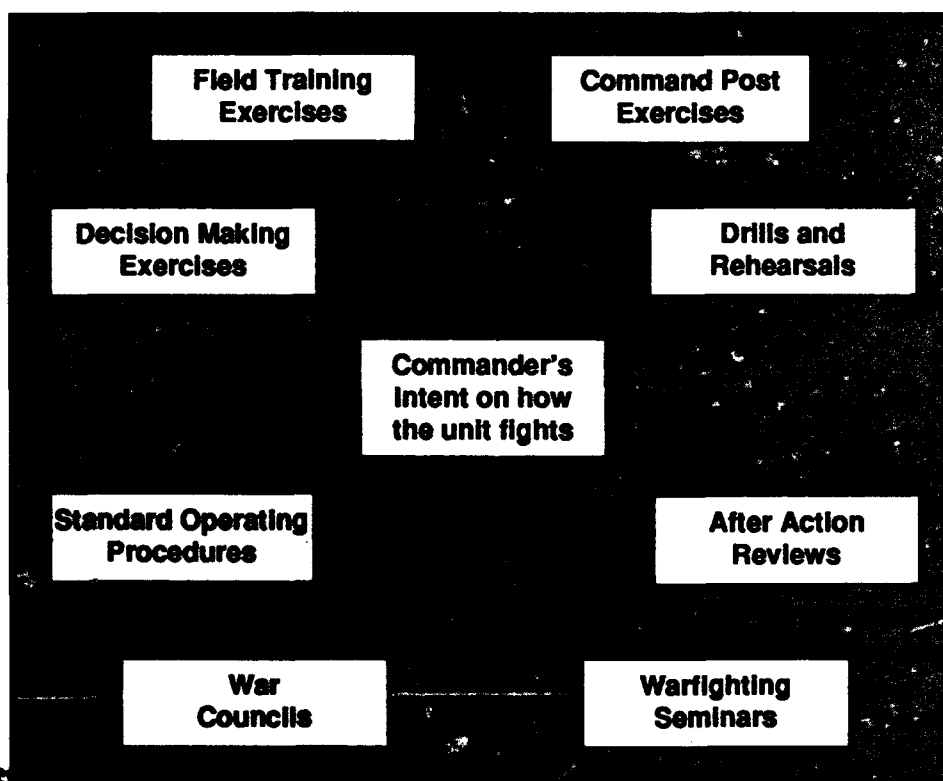 Field Training
Exercises
Command Post
Exercises
Decision Making
Exercises
Drills and
Rehearsals
Commander's
Intent on how
the unit fights
Standard Operating
Procedures
After Action
Reviews
War
Councils
Warfighting
Seminars